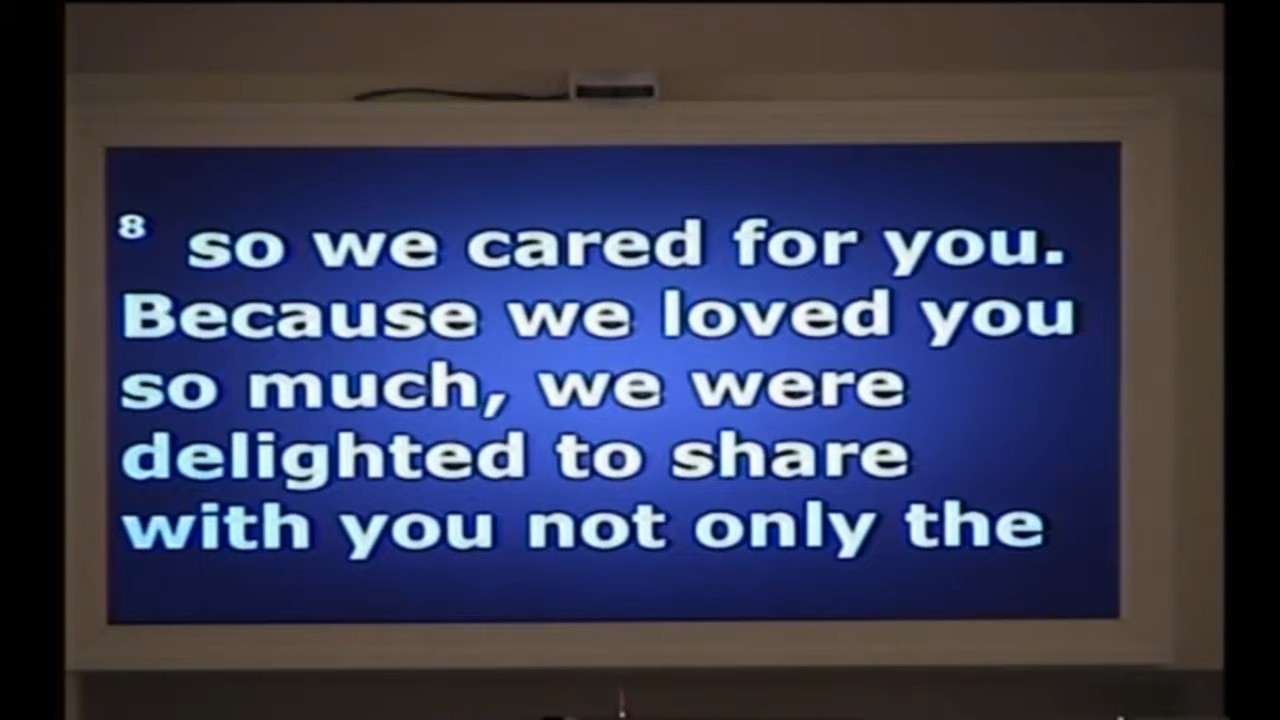 8 so we cared for you.
Because we loved you
so much, we were
delighted to share
with you not only the